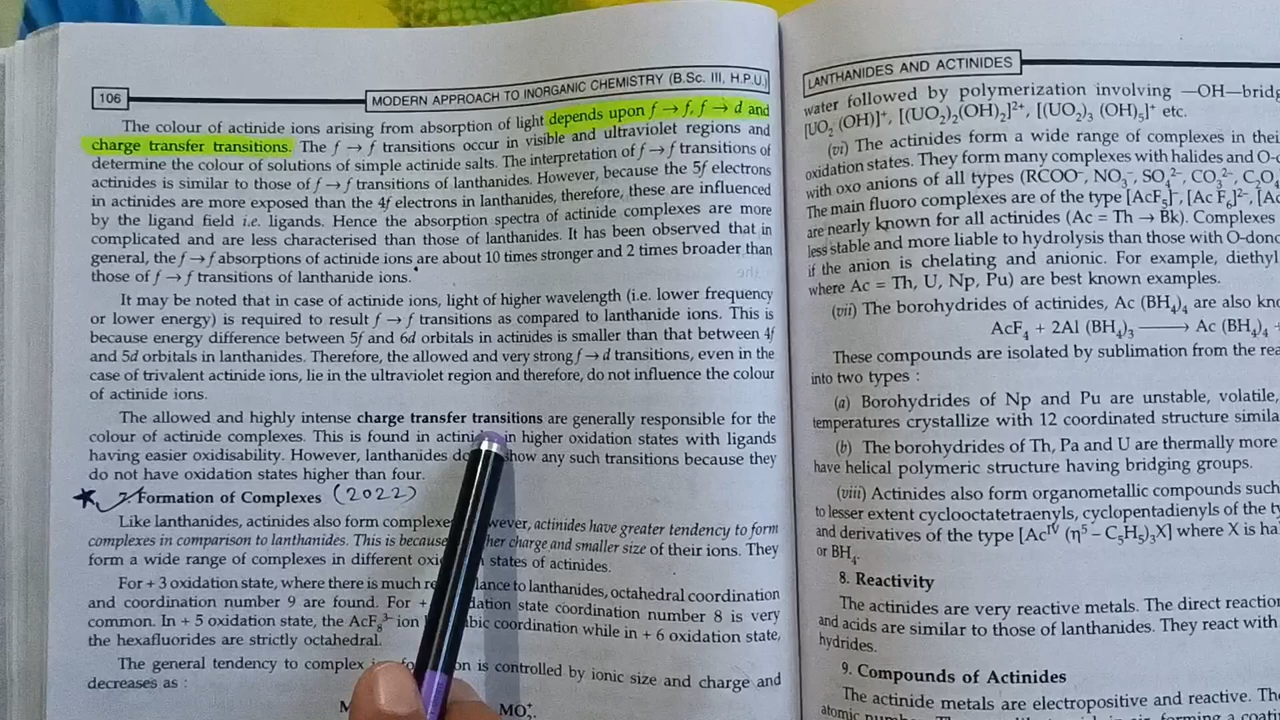 106
MODERN APPROACH TO INORGANIC CHEMISTRY (B.Sc. III, H.P.U.)
The colour of actinide ions arising from absorption of light depends upon f → f, f → d and
charge transfer transitions. The f → f transitions occur in visible and ultraviolet regions and
determine the colour of solutions of simple actinide salts. The interpretation of f → f transitions of
actinides is similar to those of f → f transitions of lanthanides. However, because the 5f electrons
in actinides are more exposed than the 4f electrons in lanthanides, therefore, these are influenced
by the ligand field i.e. ligands. Hence the absorption spectra of actinide complexes are more
complicated and are less characterised than those of lanthanides. It has been observed that in
general, the f → f absorptions of actinide ions are about 10 times stronger and 2 times broader than
those of f → f transitions of lanthanide ions.
It may be noted that in case of actinide ions, light of higher wavelength (i.e. lower frequency
or lower energy) is required to result f → f transitions as compared to lanthanide ions. This is
because energy difference between 5f and 6d orbitals in actinides is smaller than that between 4f
and 5d orbitals in lanthanides. Therefore, the allowed and very strong f → d transitions, even in the
case of trivalent actinide ions, lie in the ultraviolet region and therefore, do not influence the colour
of actinide ions.
The allowed and highly intense charge transfer transitions are generally responsible for the
colour of actinide complexes. This is found in in higher oxidation states with ligands
having easier oxidisability. However, lanthanides show any such transitions because they
do not have oxidation states higher than four.
7. Formation of Complexes (2022)
Like lanthanides, actinides also form actinides have greater tendency to form
complexes in comparison to lanthanides. This is because charge and smaller size of their ions. They
form a wide range of complexes in different states of actinides.
For + 3 oxidation state, where there is much to lanthanides, octahedral coordination
and coordination number 9 are found. For state coordination number 8 is very
common. In + 5 oxidation state, the AcF₈³⁻ ion coordination while in + 6 oxidation state,
the hexafluorides are strictly octahedral.
The general tendency to complex is controlled by ionic size and charge and
decreases as :
MO₂⁺.
LANTHANIDES AND ACTINIDES
water followed by polymerization involving —OH—
[UO₂ (OH)]⁺, [(UO₂)₂(OH)₂]²⁺, [(UO₂)₃ (OH)₅]⁺ etc.
(vi) The actinides form a wide range of complexes in
oxidation states. They form many complexes with halides and
with oxo anions of all types (RCOO⁻, NO₃⁻, SO₄²⁻, CO₃²⁻,
The main fluoro complexes are of the type [AcF₅]⁻, [Ac F₆]²⁻,
are nearly known for all actinides (Ac = Th → Bk). Complexes
less stable and more liable to hydrolysis than those with
if the anion is chelating and anionic. For example, diethyl
where Ac = Th, U, Np, Pu) are best known examples.
(vii) The borohydrides of actinides, Ac (BH₄)₄ are also
AcF₄ + 2Al (BH₄)₃ ⟶ Ac (BH₄)₄
These compounds are isolated by sublimation from the
into two types :
(a) Borohydrides of Np and Pu are unstable, volatile,
temperatures crystallize with 12 coordinated structure
(b) The borohydrides of Th, Pa and U are thermally more
have helical polymeric structure having bridging groups.
(viii) Actinides also form organometallic compounds such
to lesser extent cyclooctatetraenyls, cyclopentadienyls of the
and derivatives of the type [Ac^IV (η⁵ – C₅H₅)₃X] where X is
or BH₄.
8. Reactivity
The actinides are very reactive metals. The direct
and acids are similar to those of lanthanides. They react with
hydrides.
9. Compounds of Actinides
The actinide metals are electropositive and reactive.
atomic